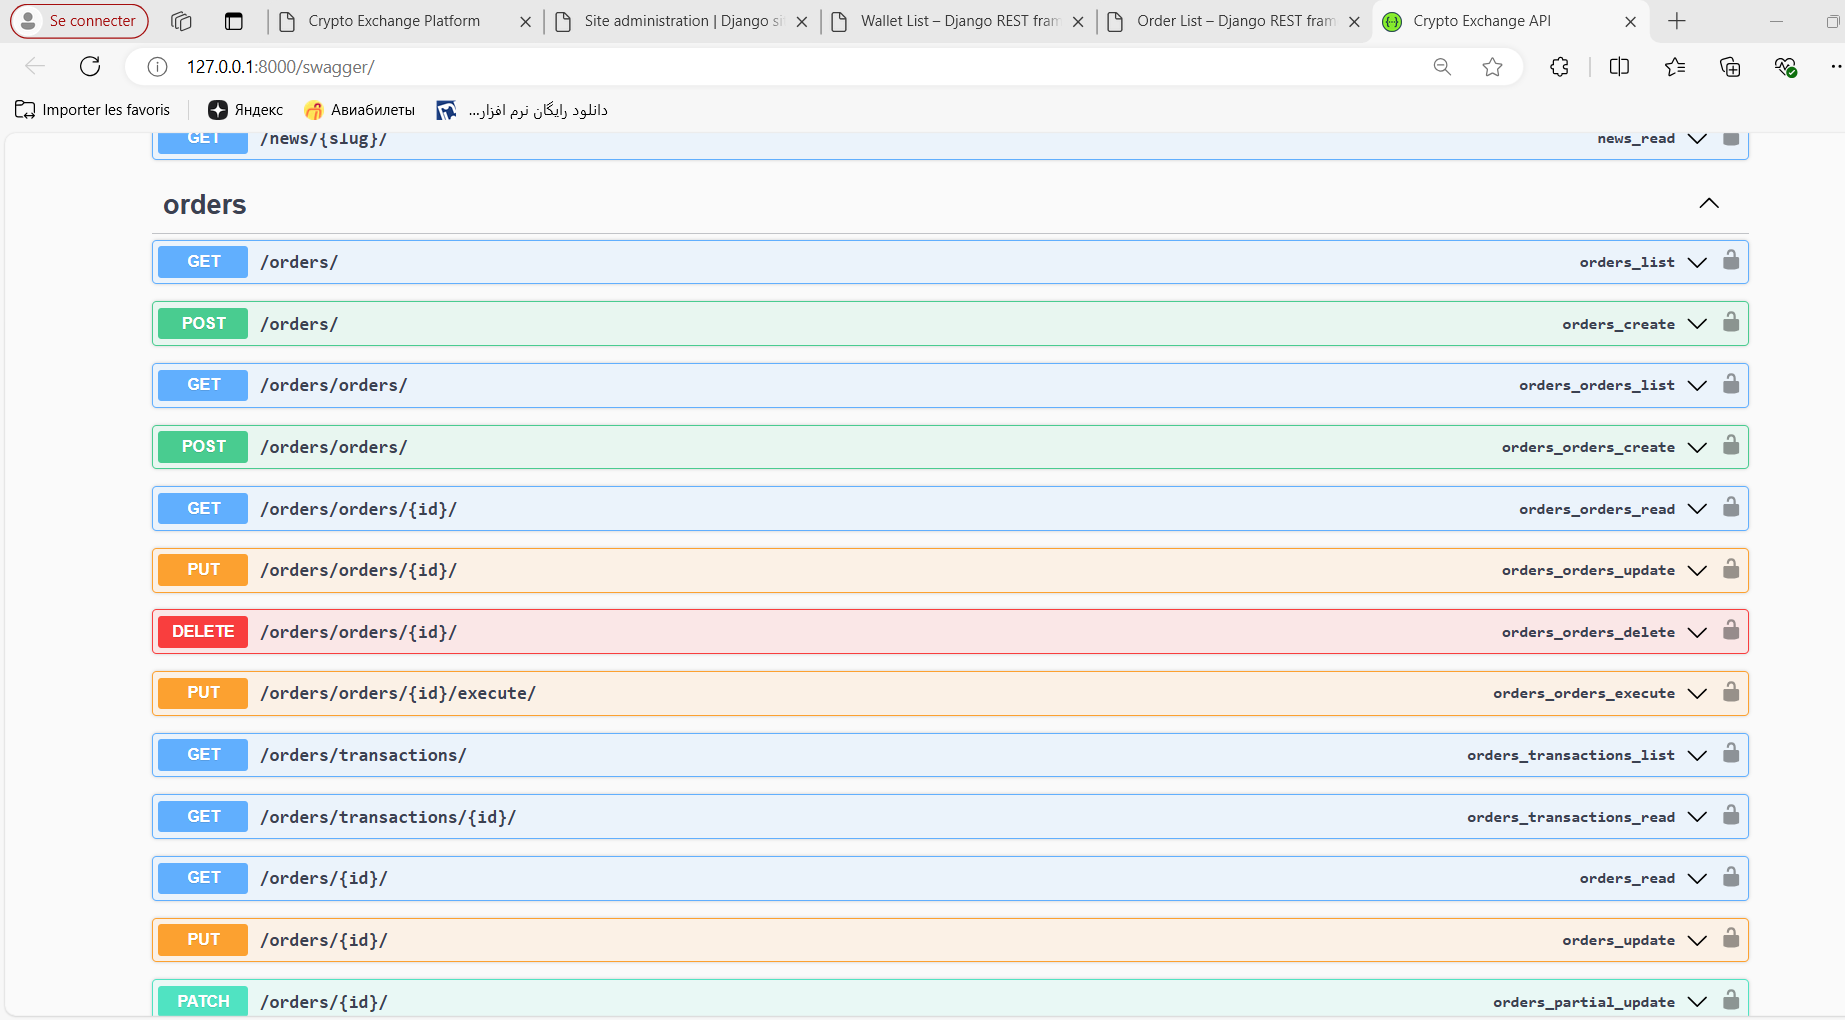 Se connecter
Crypto Exchange Platform
Site administration | Django si
Wallet List – Django REST fram
Order List – Django REST fram
Crypto Exchange API
127.0.0.1:8000/swagger/
Importer les favoris
Яндекс
Авиабилеты
دانلود رایگان نرم افزار...
GET /news/{slug}/ news_read
orders
GET /orders/ orders_list
POST /orders/ orders_create
GET /orders/orders/ orders_orders_list
POST /orders/orders/ orders_orders_create
GET /orders/orders/{id}/ orders_orders_read
PUT /orders/orders/{id}/ orders_orders_update
DELETE /orders/orders/{id}/ orders_orders_delete
PUT /orders/orders/{id}/execute/ orders_orders_execute
GET /orders/transactions/ orders_transactions_list
GET /orders/transactions/{id}/ orders_transactions_read
GET /orders/{id}/ orders_read
PUT /orders/{id}/ orders_update
PATCH /orders/{id}/ orders_partial_update